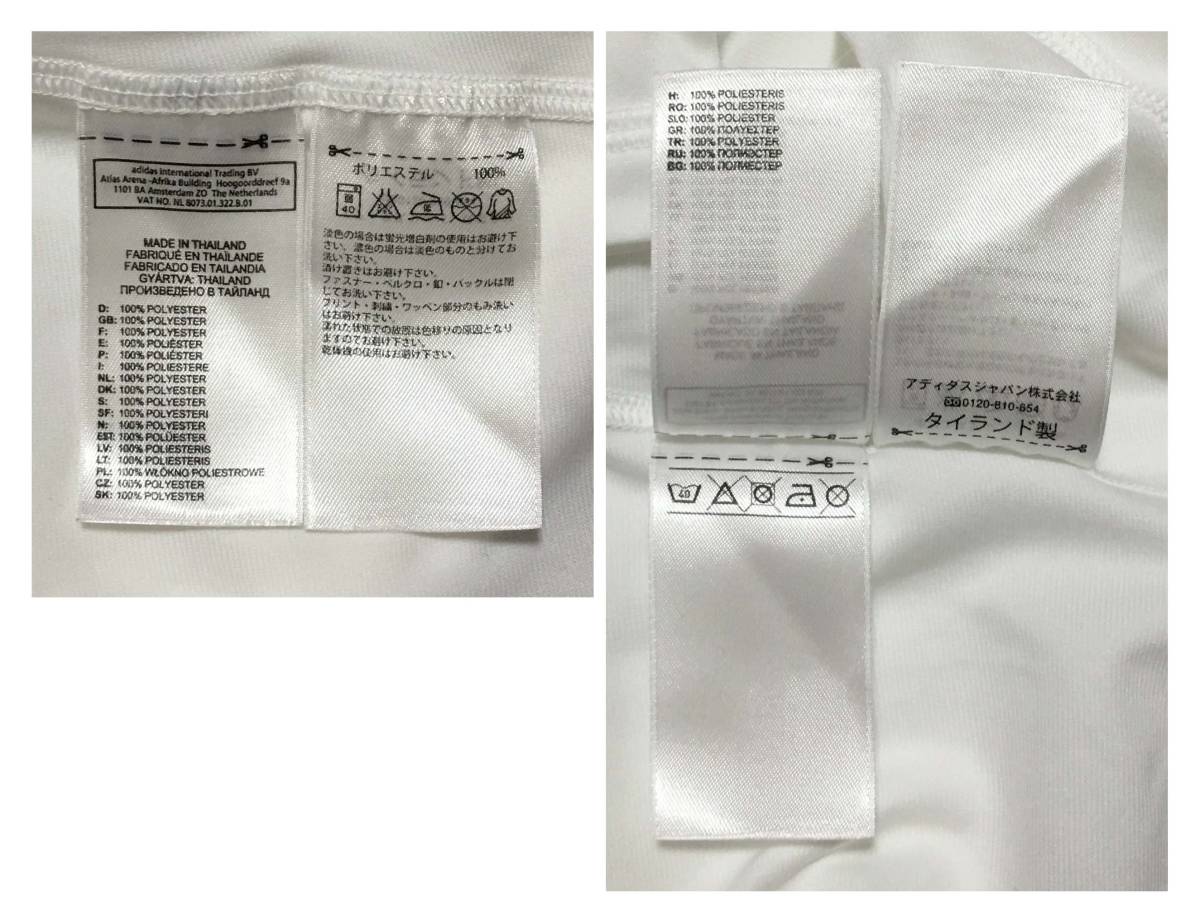 adidas International Trading BV
Atlas Arena -Afrika Building Hoogoorddreef 9a
1101 BA Amsterdam ZO The Netherlands
VAT NO. NL 8073.01.322.B.01
MADE IN THAILAND
FABRIQUÉ EN THAÏLANDE
FABRICADO EN TAILANDIA
GYÁRTVA: THAILAND
ПРОИЗВЕДЕНО В ТАЙЛАНД
D: 100% POLYESTER
GB: 100% POLYESTER
F: 100% POLYESTER
E: 100% POLIÉSTER
P: 100% POLIÉSTER
I: 100% POLIESTERE
NL: 100% POLYESTER
DK: 100% POLYESTER
S: 100% POLYESTER
SF: 100% POLYESTERI
N: 100% POLYESTER
EST: 100% POLÜESTER
LV: 100% POLIESTERIS
LT: 100% POLIESTERIS
PL: 100% WŁÓKNO POLIESTROWE
CZ: 100% POLYESTER
SK: 100% POLYESTER
ポリエステル 100%
40
淡色の場合は蛍光増白剤の使用はお避け下
さい。濃色の場合は淡色のものと分けてお
洗い下さい。
漬け置きはお避け下さい。
ファスナー・ベルクロ・釦・バックルは閉
じてお洗い下さい。
プリント・刺繍・ワッペン部分のもみ洗い
はお避け下さい。
濡れた状態での放置は色移りの原因となり
ますのでお避け下さい。
乾燥機の使用はお避け下さい。
H: 100% POLIESTERIS
RO: 100% POLIESTERIS
SLO: 100% POLIESTER
GR: 100% ΠΟΛΥΕΣΤΕΡ
TR: 100% POLYESTER
RU: 100% ПОЛИЭСТЕР
BG: 100% ПОЛИЕСТЕР
アディダスジャパン株式会社
0120-810-654
タイランド製
40